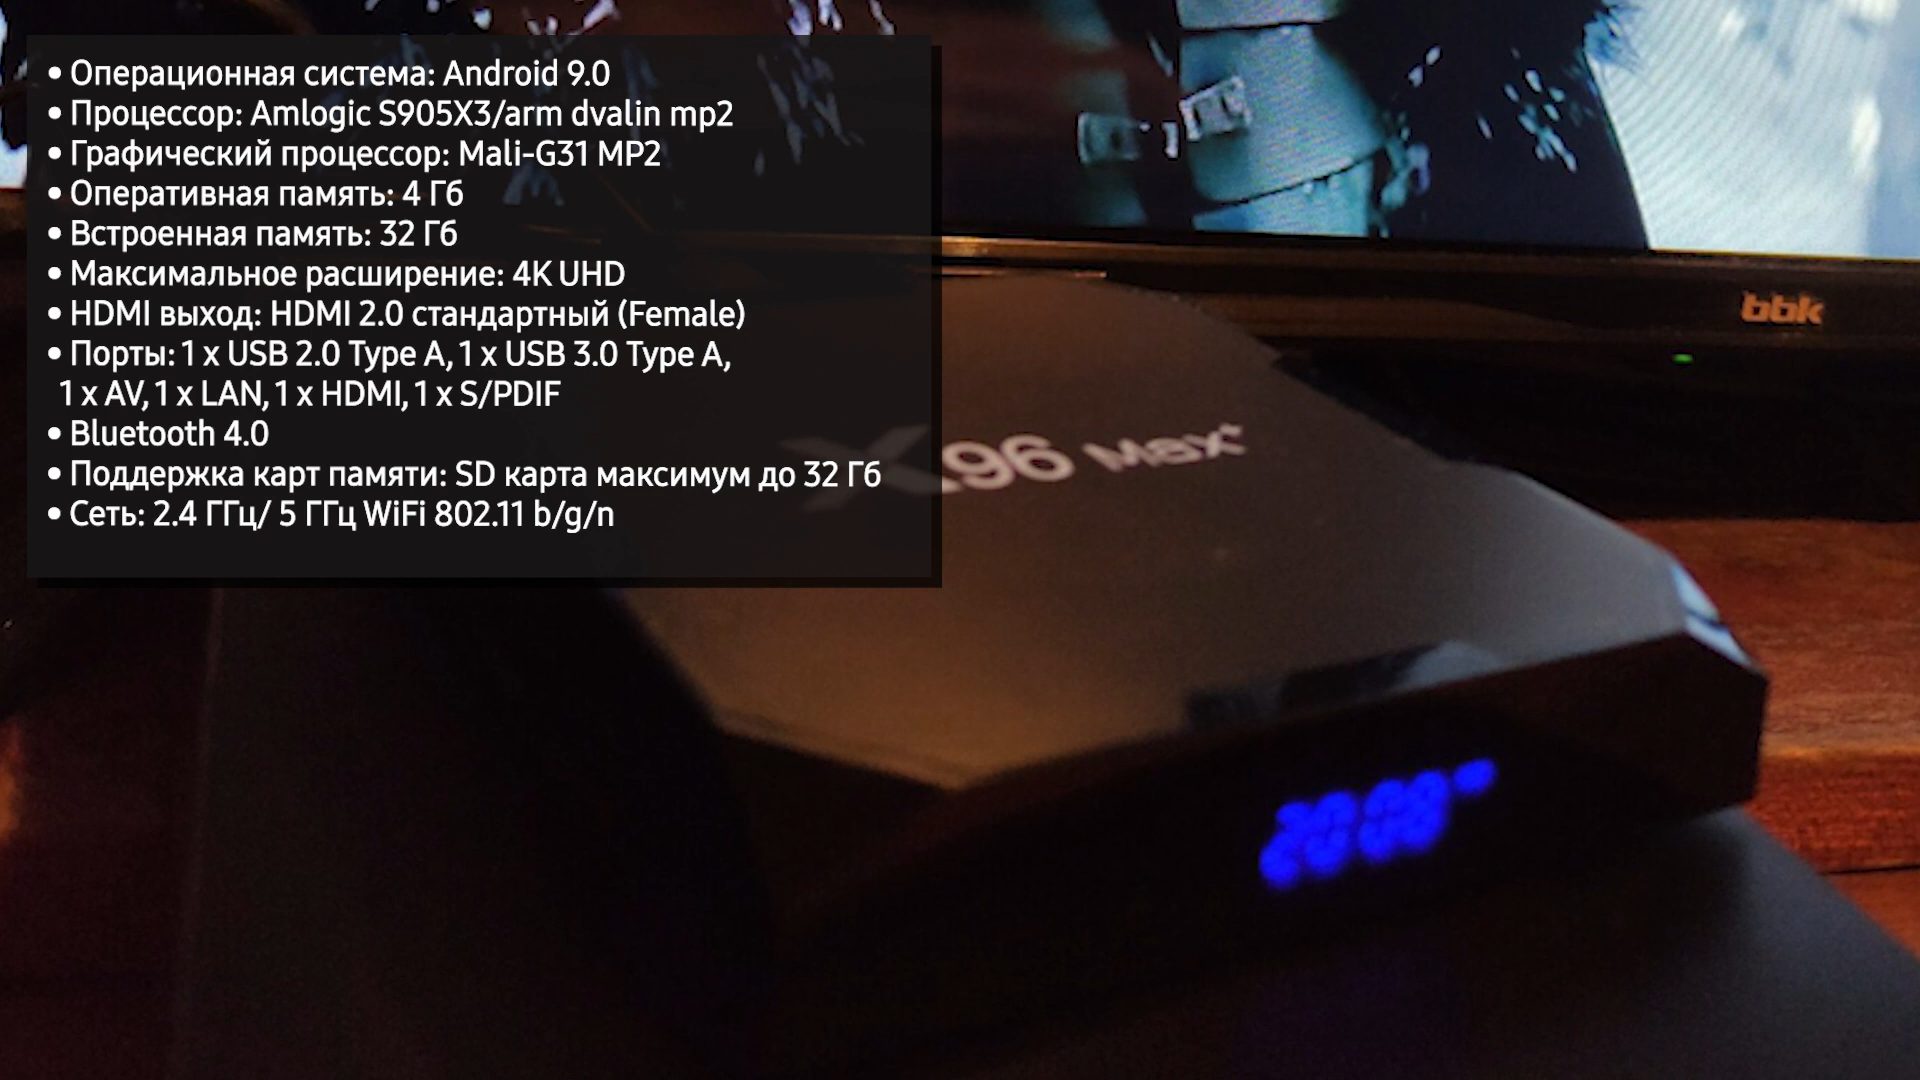 • Операционная система: Android 9.0
• Процессор: Amlogic S905X3/arm dvalin mp2
• Графический процессор: Mali-G31 MP2
• Оперативная память: 4 Гб
• Встроенная память: 32 Гб
• Максимальное расширение: 4K UHD
• HDMI выход: HDMI 2.0 стандартный (Female)
• Порты: 1 x USB 2.0 Type A, 1 x USB 3.0 Type A,
1 x AV, 1 x LAN, 1 x HDMI, 1 x S/PDIF
• Bluetooth 4.0
• Поддержка карт памяти: SD карта максимум до 32 Гб
• Сеть: 2.4 ГГц/ 5 ГГц WiFi 802.11 b/g/n
bbk
X96 Max+